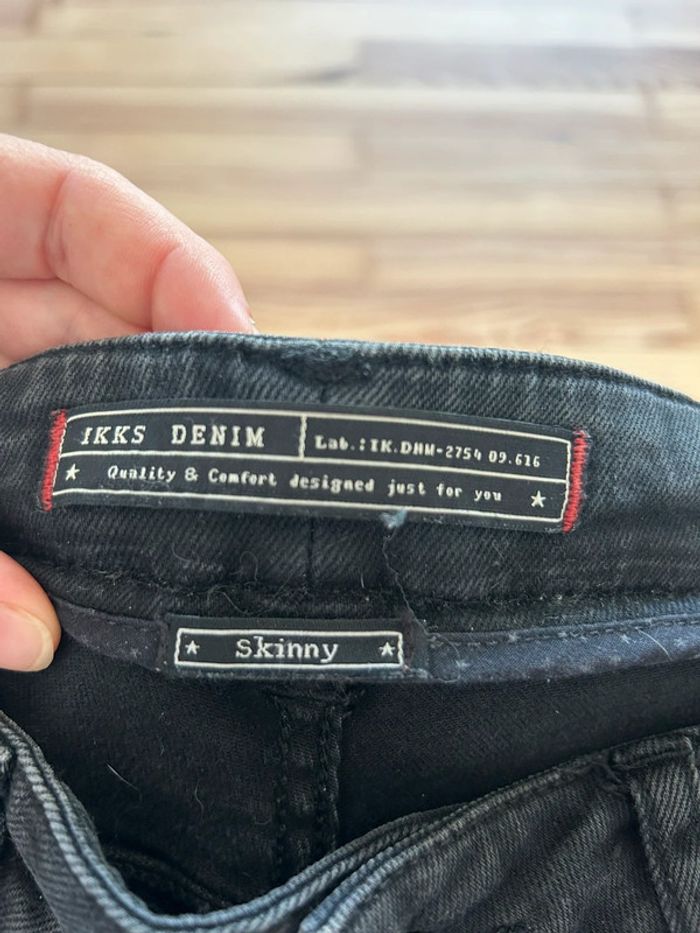 IKKS DENIM
Lab.:IK.DHM-2754 09.616
★ Quality & Comfort designed just for you ★
★ Skinny ★